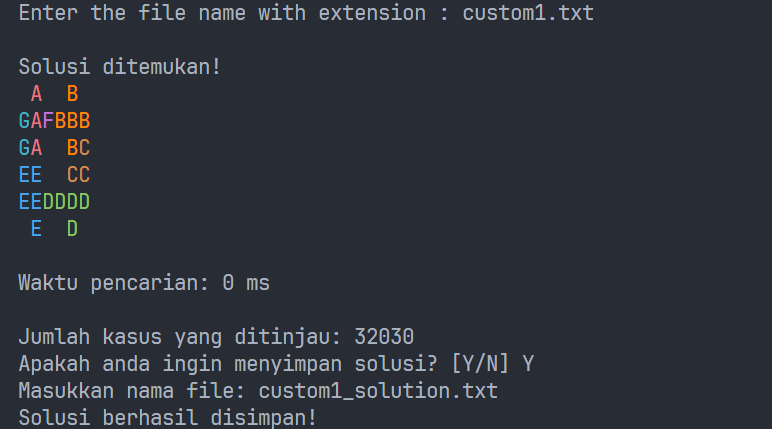 Enter the file name with extension : custom1.txt

Solusi ditemukan!
 A  B
GAFBBB
GA  BC
EE  CC
EEDDDD
 E  D

Waktu pencarian: 0 ms

Jumlah kasus yang ditinjau: 32030
Apakah anda ingin menyimpan solusi? [Y/N] Y
Masukkan nama file: custom1_solution.txt
Solusi berhasil disimpan!